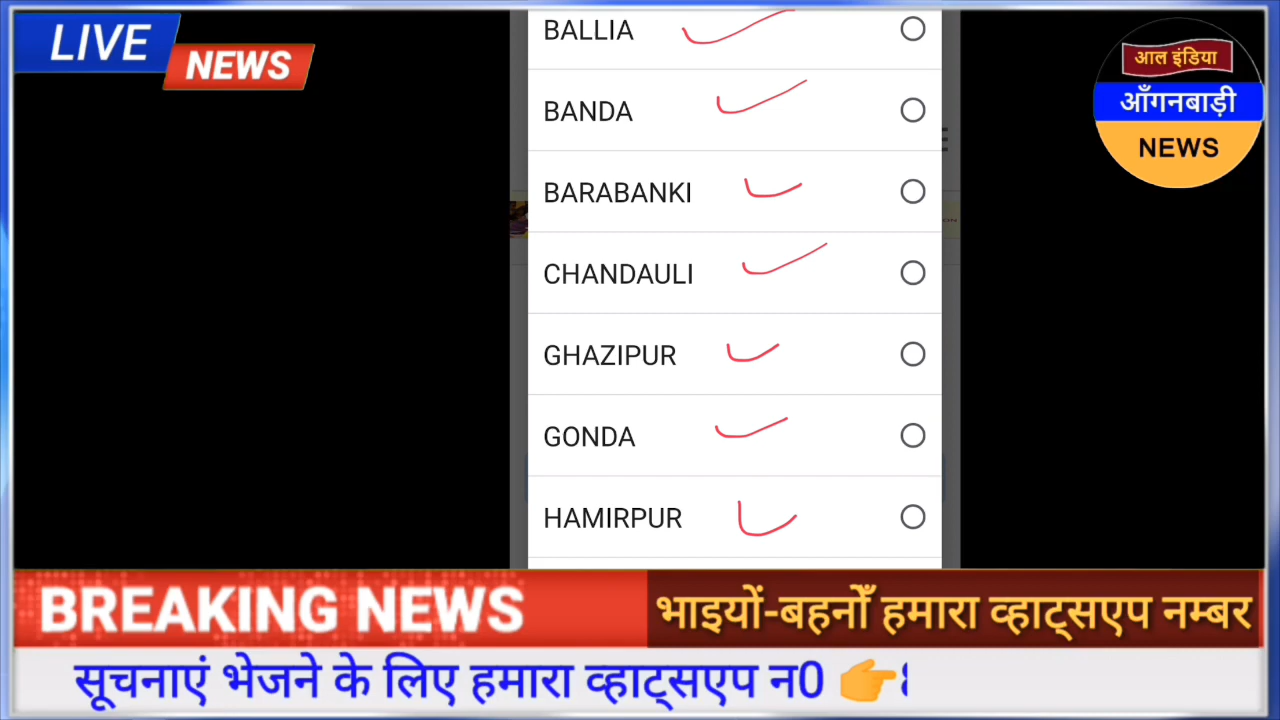 LIVE
NEWS
आल इंडिया
आँगनबाड़ी
NEWS
BALLIA
BANDA
BARABANKI
CHANDAULI
GHAZIPUR
GONDA
HAMIRPUR
BREAKING NEWS
भाइयों-बहनोँ हमारा व्हाट्सएप नम्बर
सूचनाएं भेजने के लिए हमारा व्हाट्सएप न0 👉